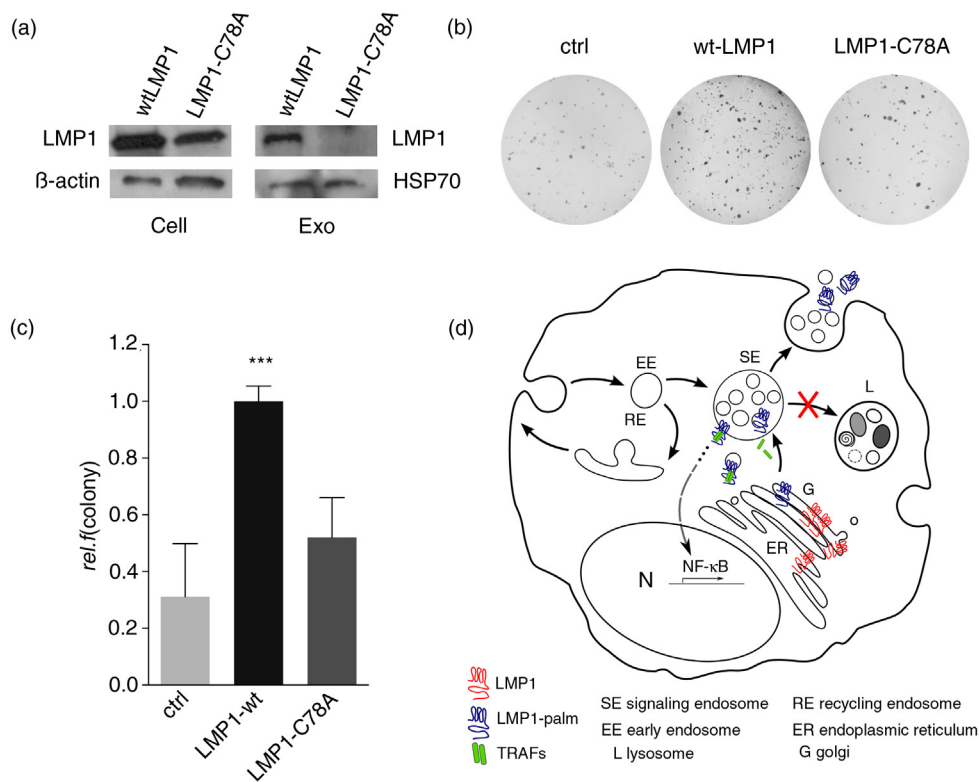 (a)
wtLMP1
LMP1-C78A
wtLMP1
LMP1-C78A
LMP1
LMP1
ß-actin
HSP70
Cell
Exo
(b)
ctrl
wt-LMP1
LMP1-C78A
(c)
rel.f(colony)
1.2
1.0
0.8
0.6
0.4
0.2
0.0
***
ctrl
LMP1-wt
LMP1-C78A
(d)
EE
SE
RE
L
G
ER
N
NF-κB
LMP1
LMP1-palm
TRAFs
SE signaling endosome
EE early endosome
L lysosome
RE recycling endosome
ER endoplasmic reticulum
G golgi